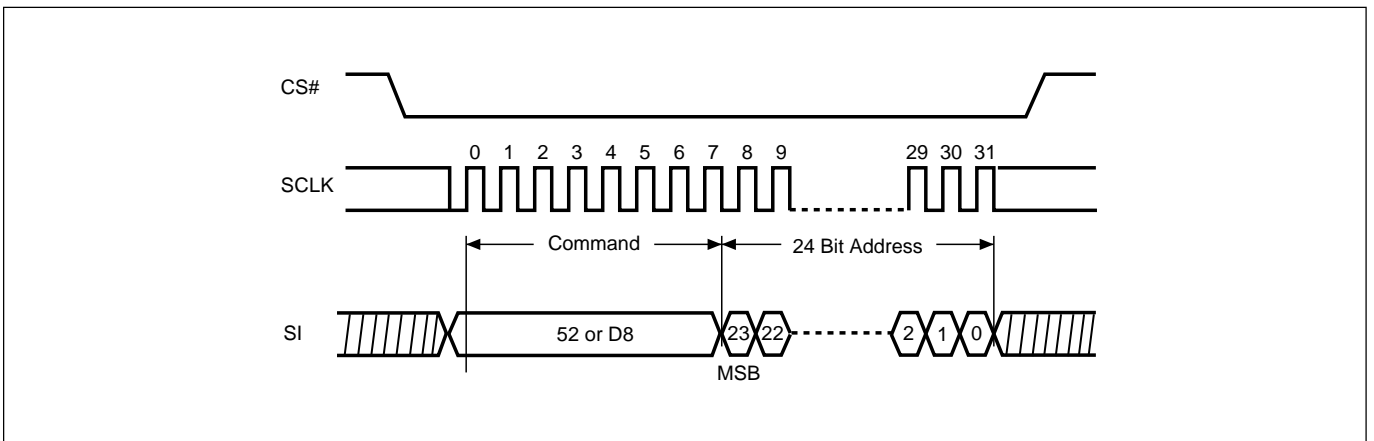 CS#
0 1 2 3 4 5 6 7 8 9 29 30 31
SCLK
Command 24 Bit Address
SI 52 or D8 23 22 2 1 0
MSB